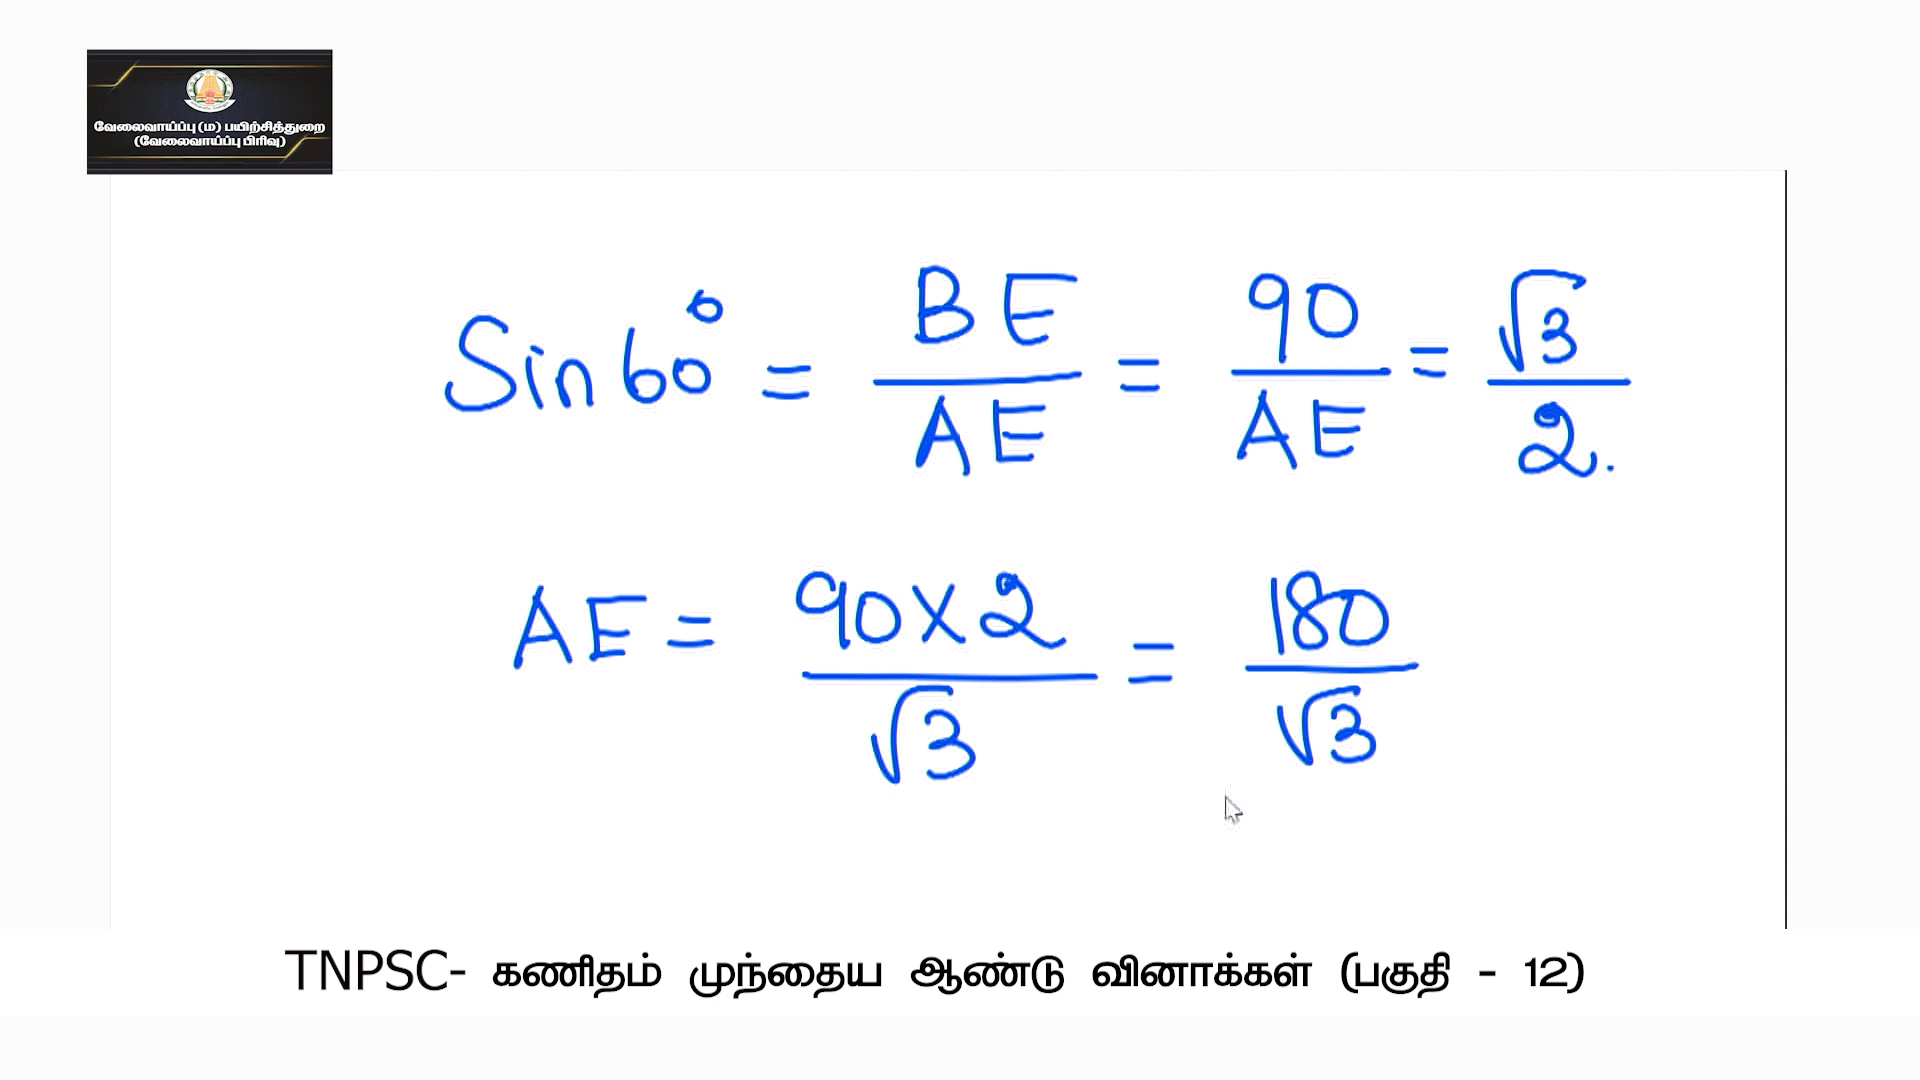 வேலைவாய்ப்பு (ம) பயிற்சித்துறை
(வேலைவாய்ப்பு பிரிவு)
Sin 60° = BE/AE = 90/AE = √3/2.
AE = 90×2/√3 = 180/√3
TNPSC- கணிதம் முந்தைய ஆண்டு வினாக்கள் (பகுதி - 12)